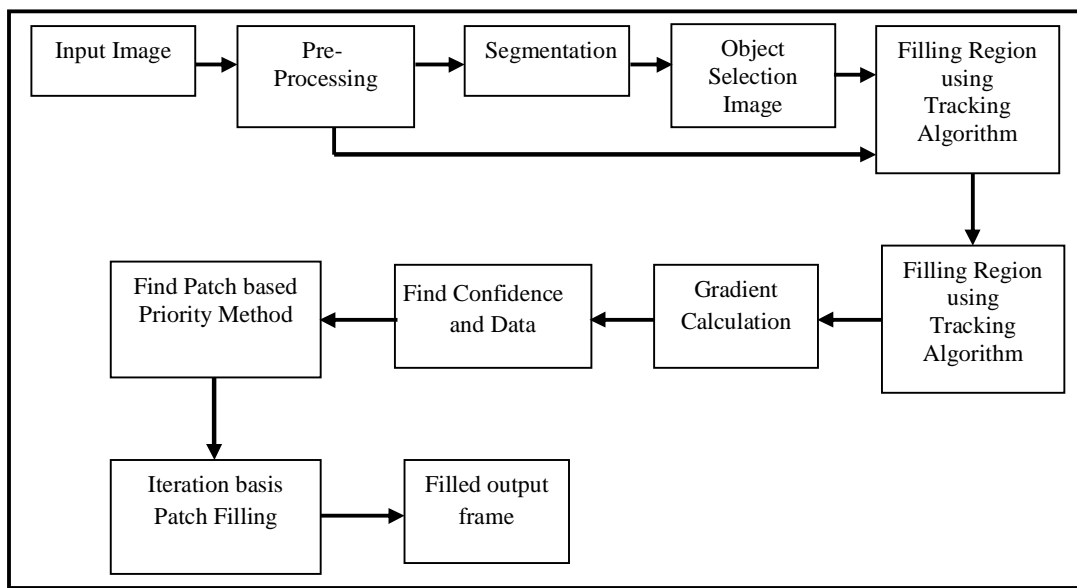 Input Image
Pre-
Processing
Segmentation
Object
Selection
Image
Filling Region
using
Tracking
Algorithm
Filling Region
using
Tracking
Algorithm
Gradient
Calculation
Find Confidence
and Data
Find Patch based
Priority Method
Iteration basis
Patch Filling
Filled output
frame